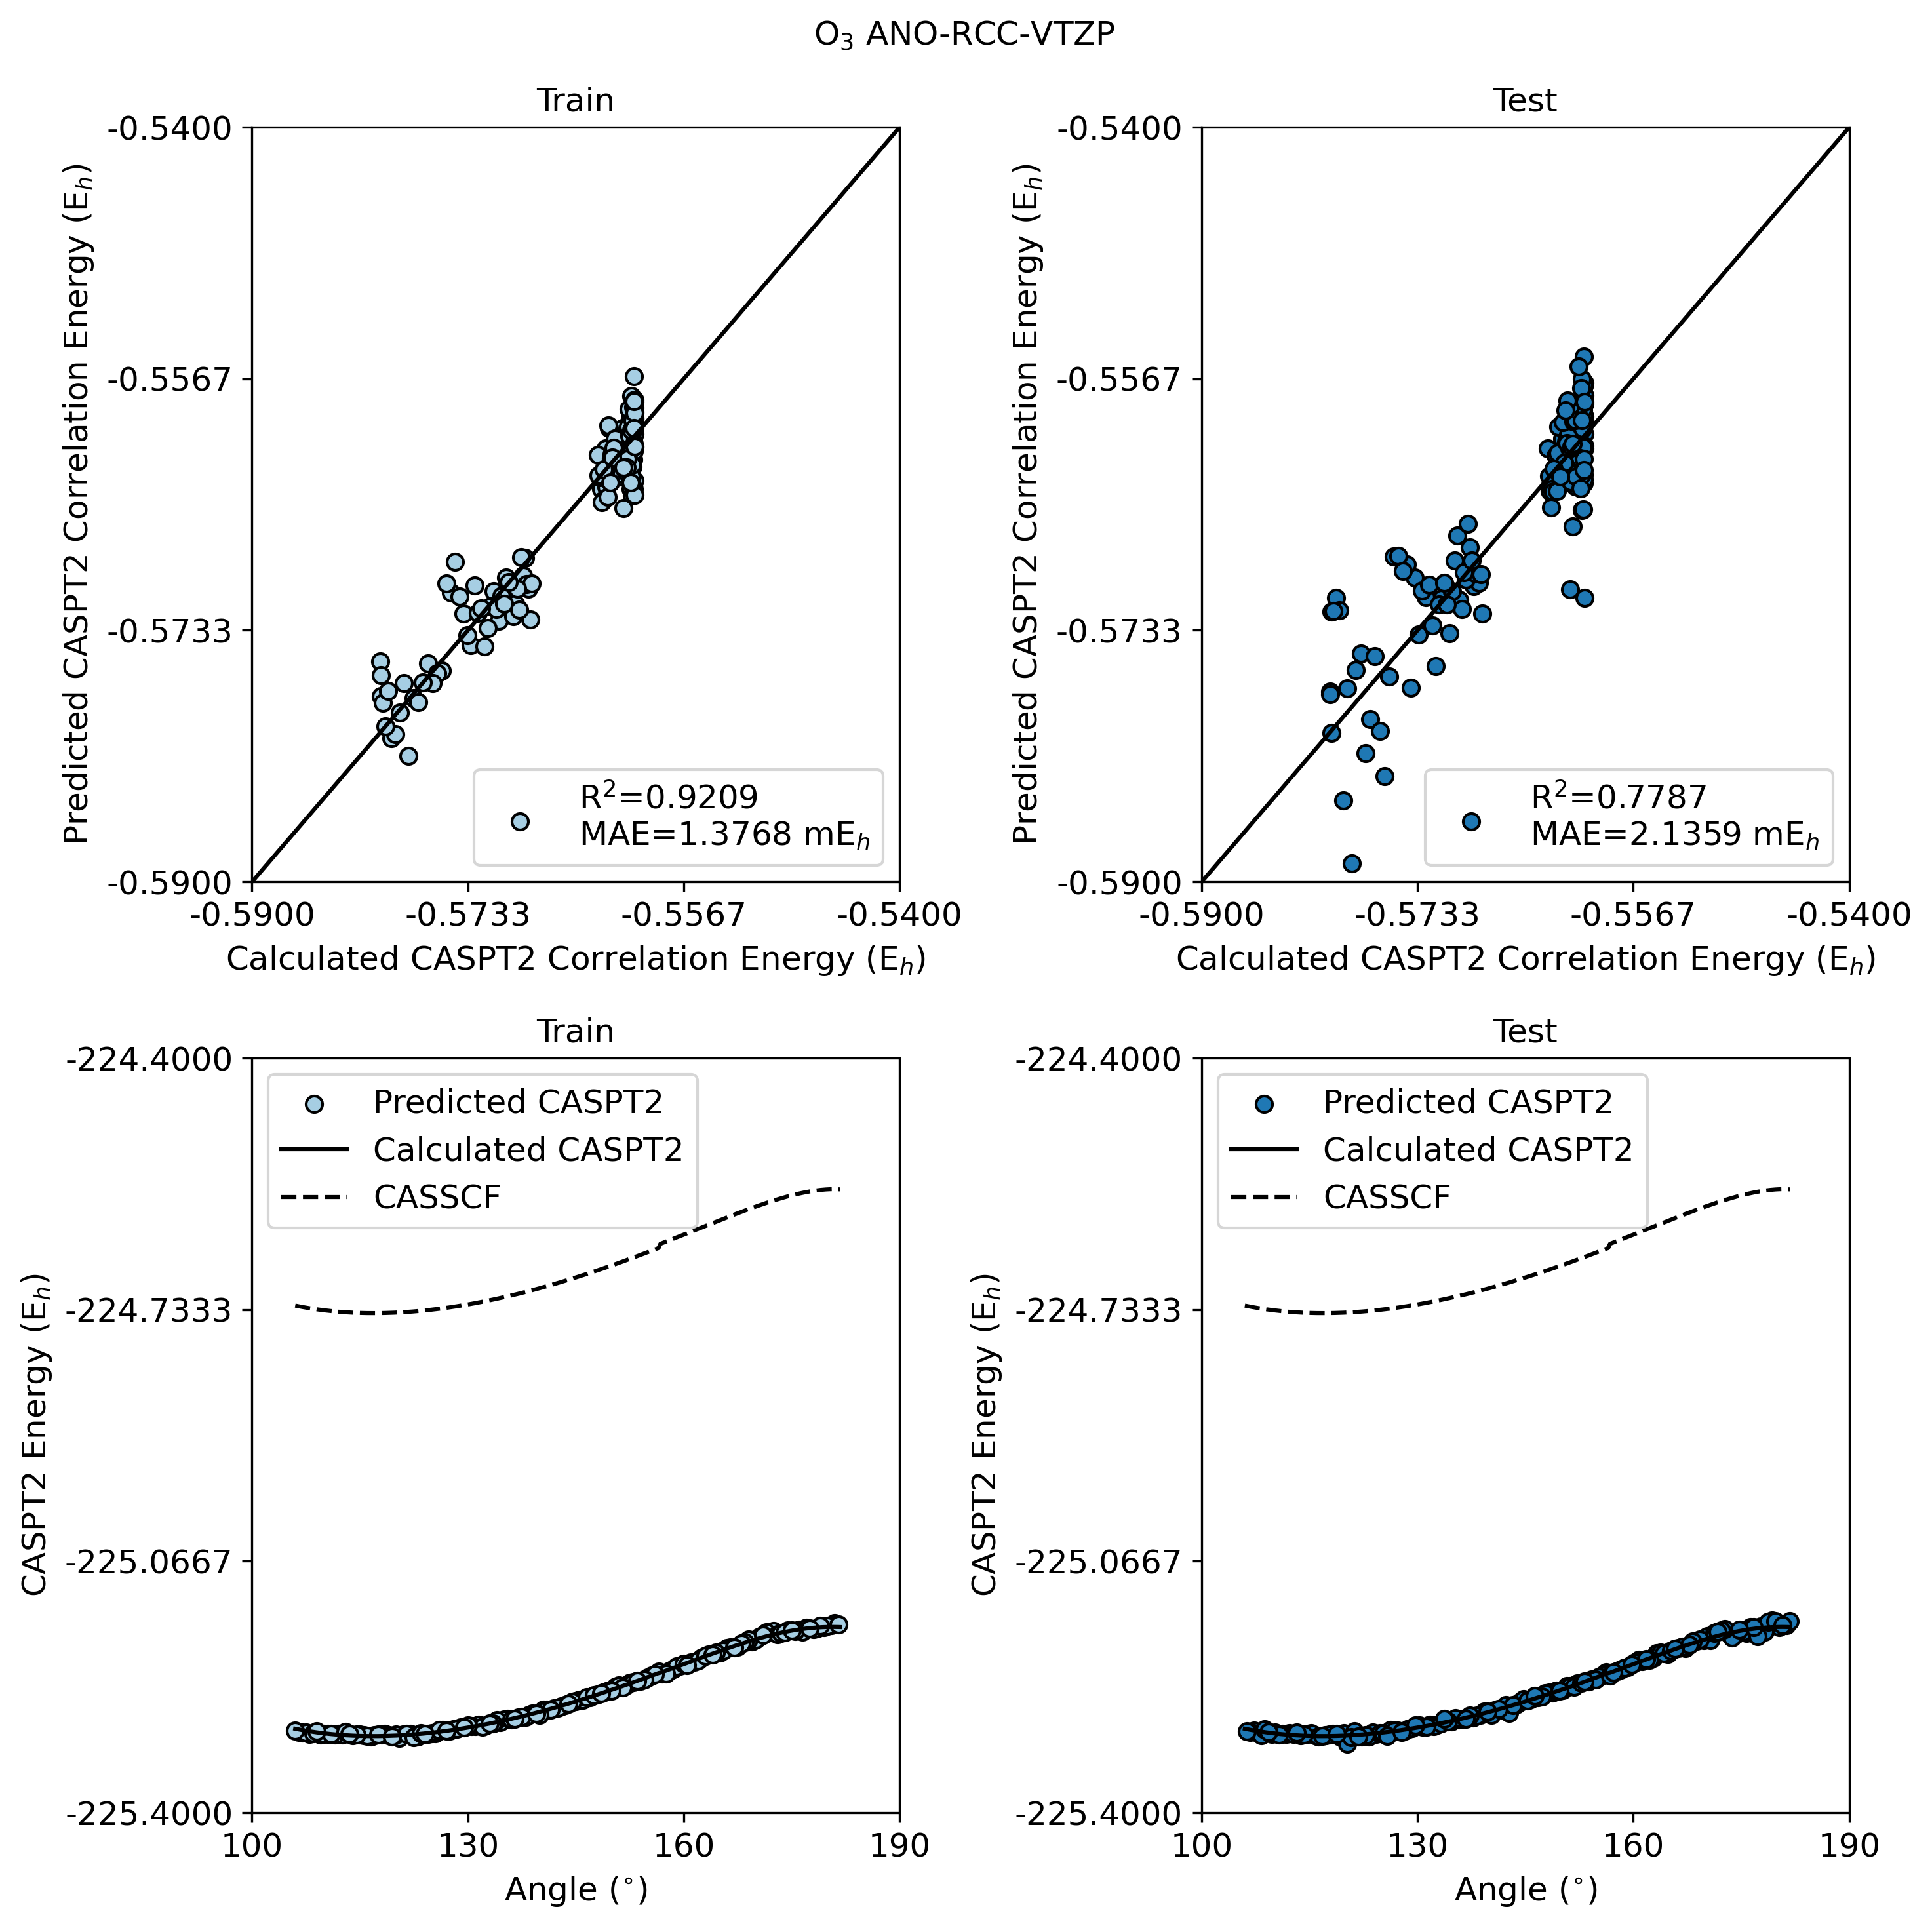 O₃ ANO-RCC-VTZP
Train
Predicted CASPT2 Correlation Energy (Eₕ)
-0.5400
-0.5567
-0.5733
-0.5900
R²=0.9209
MAE=1.3768 mEₕ
-0.5900 -0.5733 -0.5567 -0.5400
Calculated CASPT2 Correlation Energy (Eₕ)
Test
Predicted CASPT2 Correlation Energy (Eₕ)
-0.5400
-0.5567
-0.5733
-0.5900
R²=0.7787
MAE=2.1359 mEₕ
-0.5900 -0.5733 -0.5567 -0.5400
Calculated CASPT2 Correlation Energy (Eₕ)
Train
CASPT2 Energy (Eₕ)
-224.4000
-224.7333
-225.0667
-225.4000
Predicted CASPT2
Calculated CASPT2
CASSCF
100 130 160 190
Angle (°)
Test
CASPT2 Energy (Eₕ)
-224.4000
-224.7333
-225.0667
-225.4000
Predicted CASPT2
Calculated CASPT2
CASSCF
100 130 160 190
Angle (°)